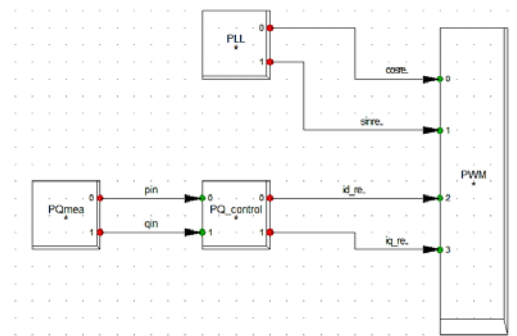 0
PLL
*
1
cosre..
0
sinre..
1
PWM
*
0
pin
0
0
id_re..
2
PQmea
*
PQ_control
*
1
qin
1
1
iq_re..
3